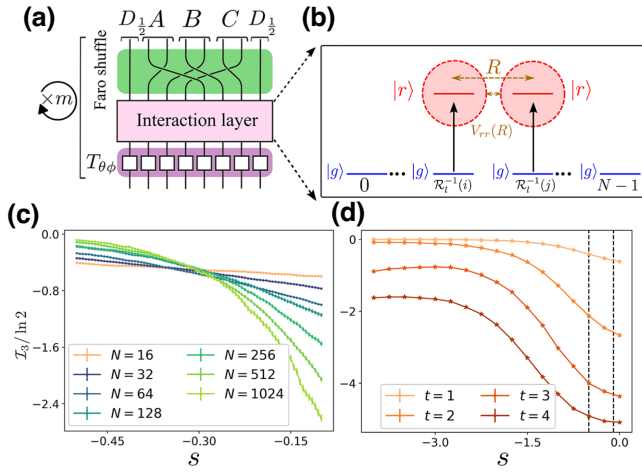 (a)
D½ A B C D½
Faro shuffle
×m
Interaction layer
T_θϕ
(b)
R
|r⟩ |r⟩
V_rr(R)
|g⟩ |g⟩ |g⟩ |g⟩
0 ••• R_l^{-1}(i) R_l^{-1}(j) ••• N − 1
(c)
0.0
−0.8
−1.6
−2.4
I₃/ ln 2
N = 16
N = 32
N = 64
N = 128
N = 256
N = 512
N = 1024
−0.45 −0.30 −0.15
s
(d)
0
−2
−4
t = 1
t = 2
t = 3
t = 4
−3.0 −1.5 0.0
s